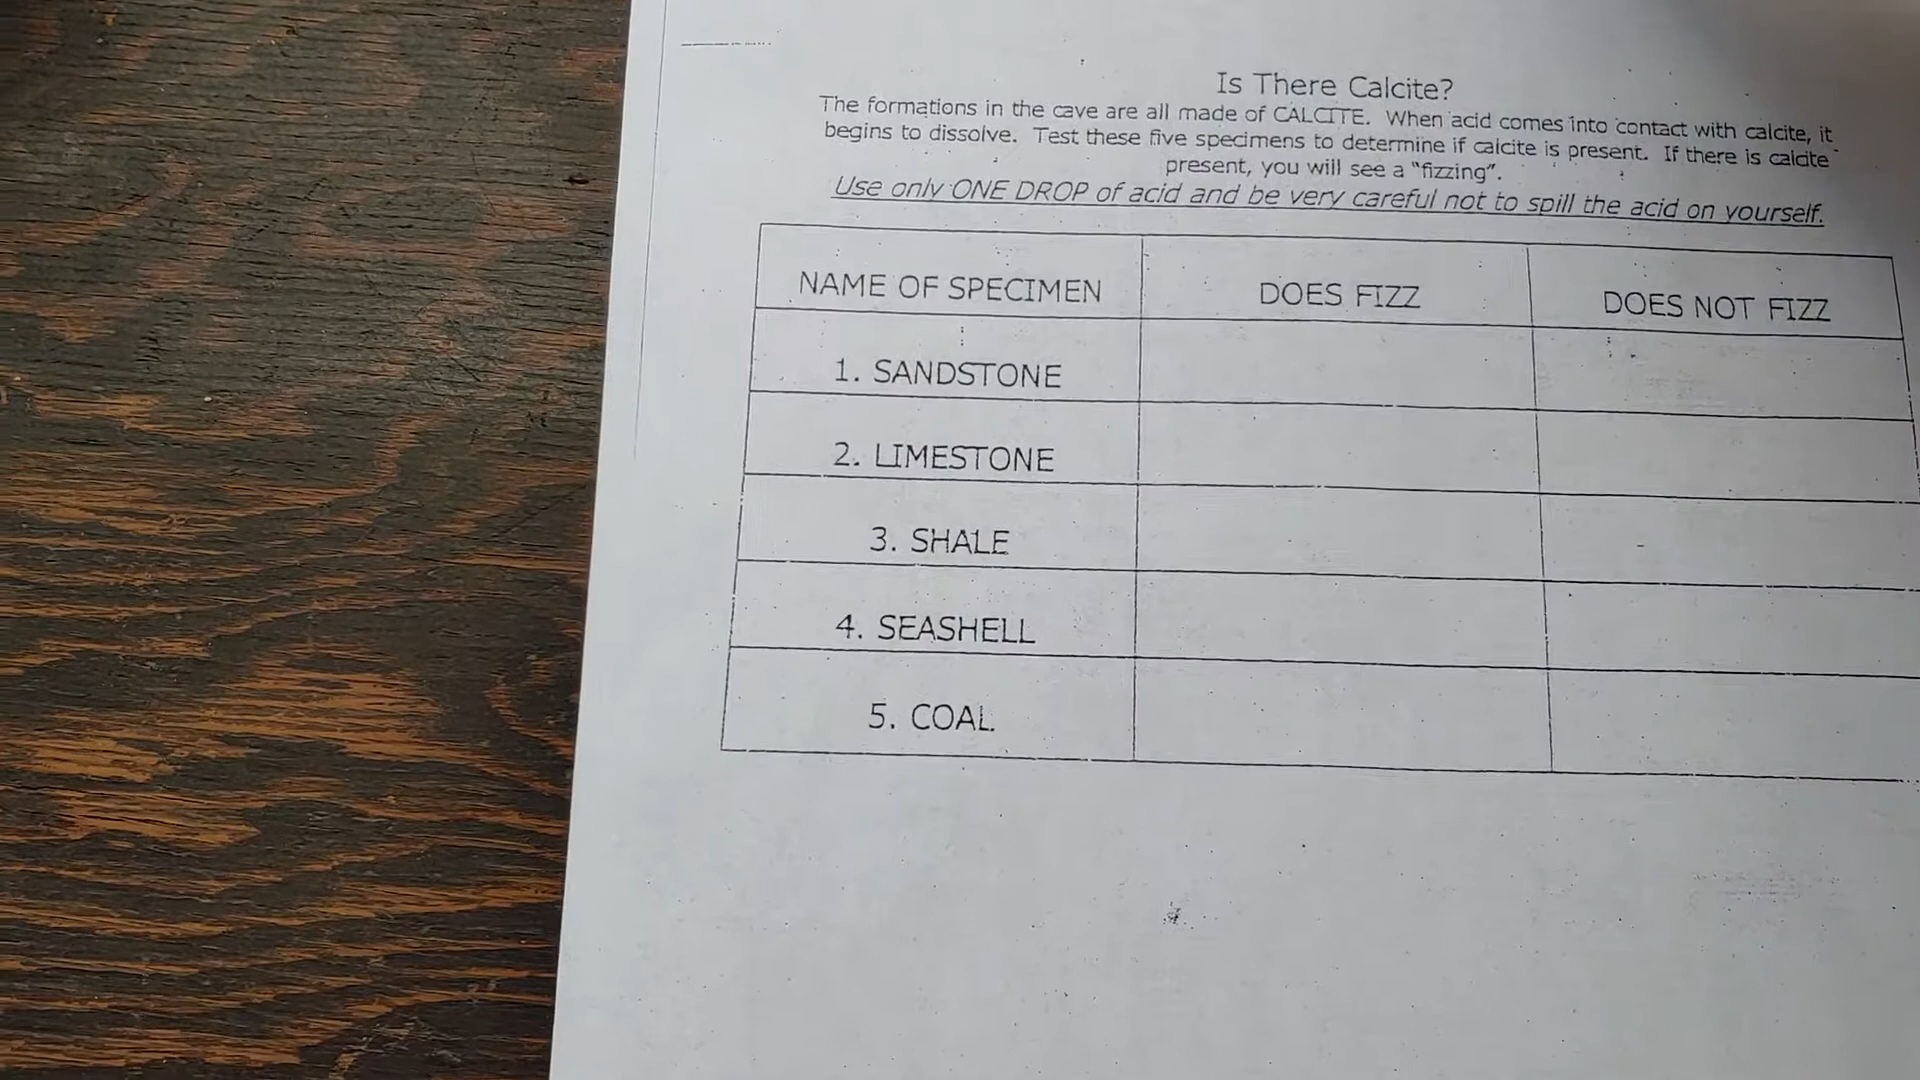 Is There Calcite?
The formations in the cave are all made of CALCITE. When acid comes into contact with calcite, it
begins to dissolve. Test these five specimens to determine if calcite is present. If there is calcite
present, you will see a "fizzing".
Use only ONE DROP of acid and be very careful not to spill the acid on yourself.
NAME OF SPECIMEN DOES FIZZ DOES NOT FIZZ
1. SANDSTONE
2. LIMESTONE
3. SHALE
4. SEASHELL
5. COAL